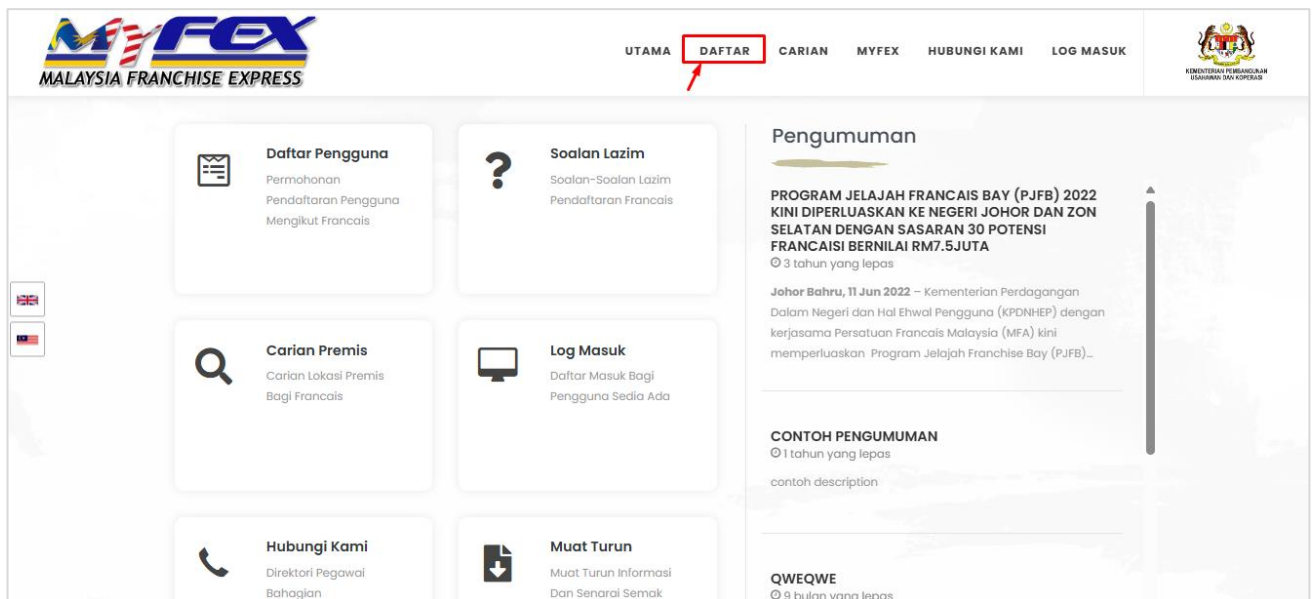 MYFEX
MALAYSIA FRANCHISE EXPRESS
UTAMA DAFTAR CARIAN MYFEX HUBUNGI KAMI LOG MASUK
KEMENTERIAN PEMBANGUNAN
USAHAWAN DAN KOPERASI
Daftar Pengguna
Permohonan
Pendaftaran Pengguna
Mengikut Francais
Soalan Lazim
Soalan-Soalan Lazim
Pendaftaran Francais
Carian Premis
Carian Lokasi Premis
Bagi Francais
Log Masuk
Daftar Masuk Bagi
Pengguna Sedia Ada
Hubungi Kami
Direktori Pegawai
Bahagian
Muat Turun
Muat Turun Informasi
Dan Senarai Semak
Pengumuman
PROGRAM JELAJAH FRANCAIS BAY (PJFB) 2022
KINI DIPERLUASKAN KE NEGERI JOHOR DAN ZON
SELATAN DENGAN SASARAN 30 POTENSI
FRANCAISI BERNILAI RM7.5JUTA
3 tahun yang lepas
Johor Bahru, 11 Jun 2022 – Kementerian Perdagangan
Dalam Negeri dan Hal Ehwal Pengguna (KPDNHEP) dengan
kerjasama Persatuan Francais Malaysia (MFA) kini
memperluaskan Program Jelajah Franchise Bay (PJFB)...
CONTOH PENGUMUMAN
1 tahun yang lepas
contoh description
QWEQWE
9 bulan yang lepas